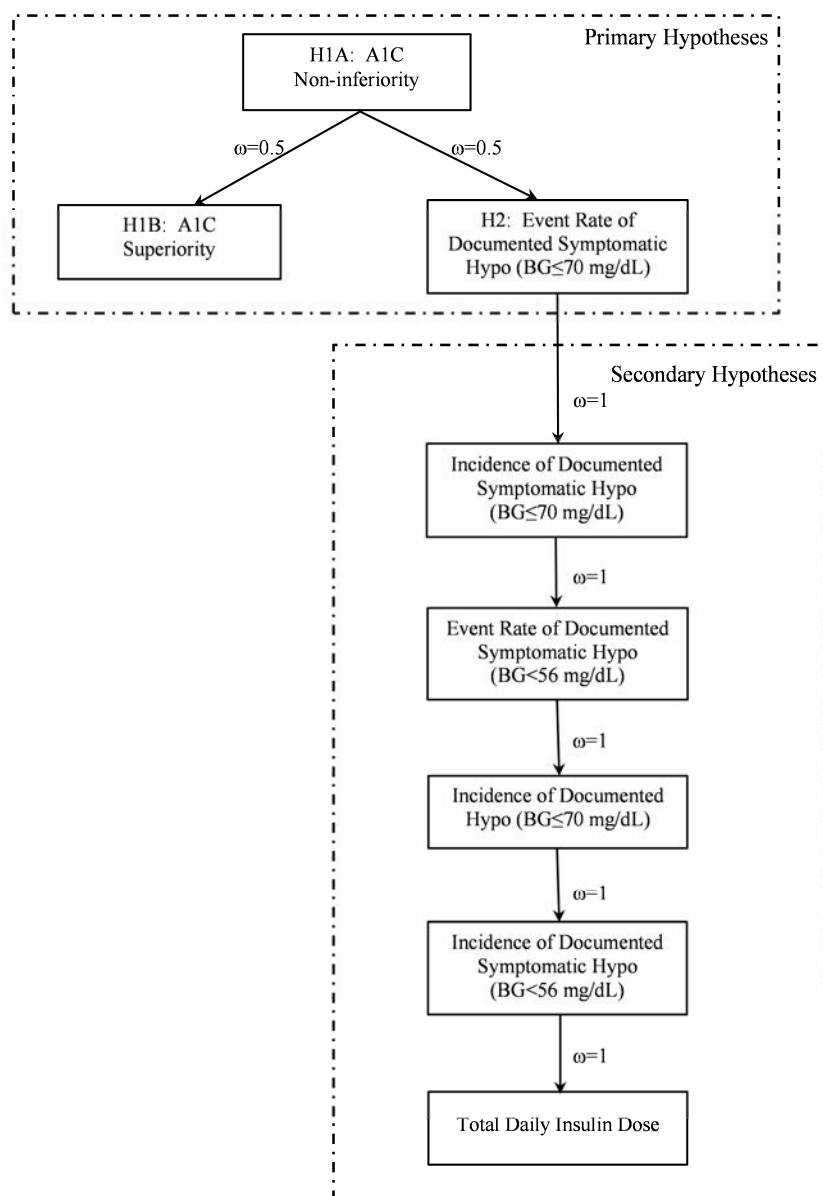 Primary Hypotheses
H1A: A1C
Non-inferiority
ω=0.5
ω=0.5
H1B: A1C
Superiority
H2: Event Rate of
Documented Symptomatic
Hypo (BG≤70 mg/dL)
Secondary Hypotheses
ω=1
Incidence of Documented
Symptomatic Hypo
(BG≤70 mg/dL)
ω=1
Event Rate of Documented
Symptomatic Hypo
(BG<56 mg/dL)
ω=1
Incidence of Documented
Hypo (BG≤70 mg/dL)
ω=1
Incidence of Documented
Symptomatic Hypo
(BG<56 mg/dL)
ω=1
Total Daily Insulin Dose